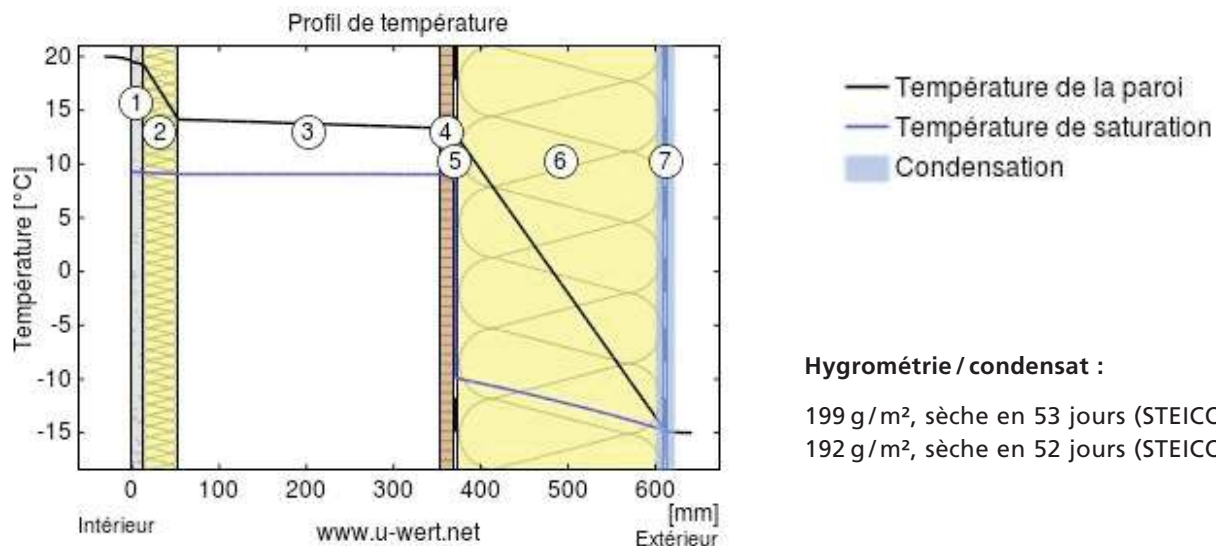 Profil de température
Température [°C]
20
15
10
5
0
-5
-10
-15
1
2
3
4
5
6
7
0 100 200 300 400 500 600
[mm]
Intérieur
www.u-wert.net
Extérieur
Température de la paroi
Température de saturation
Condensation
Hygrométrie / condensat :
199 g / m², sèche en 53 jours (STEICO
192 g / m², sèche en 52 jours (STEICO